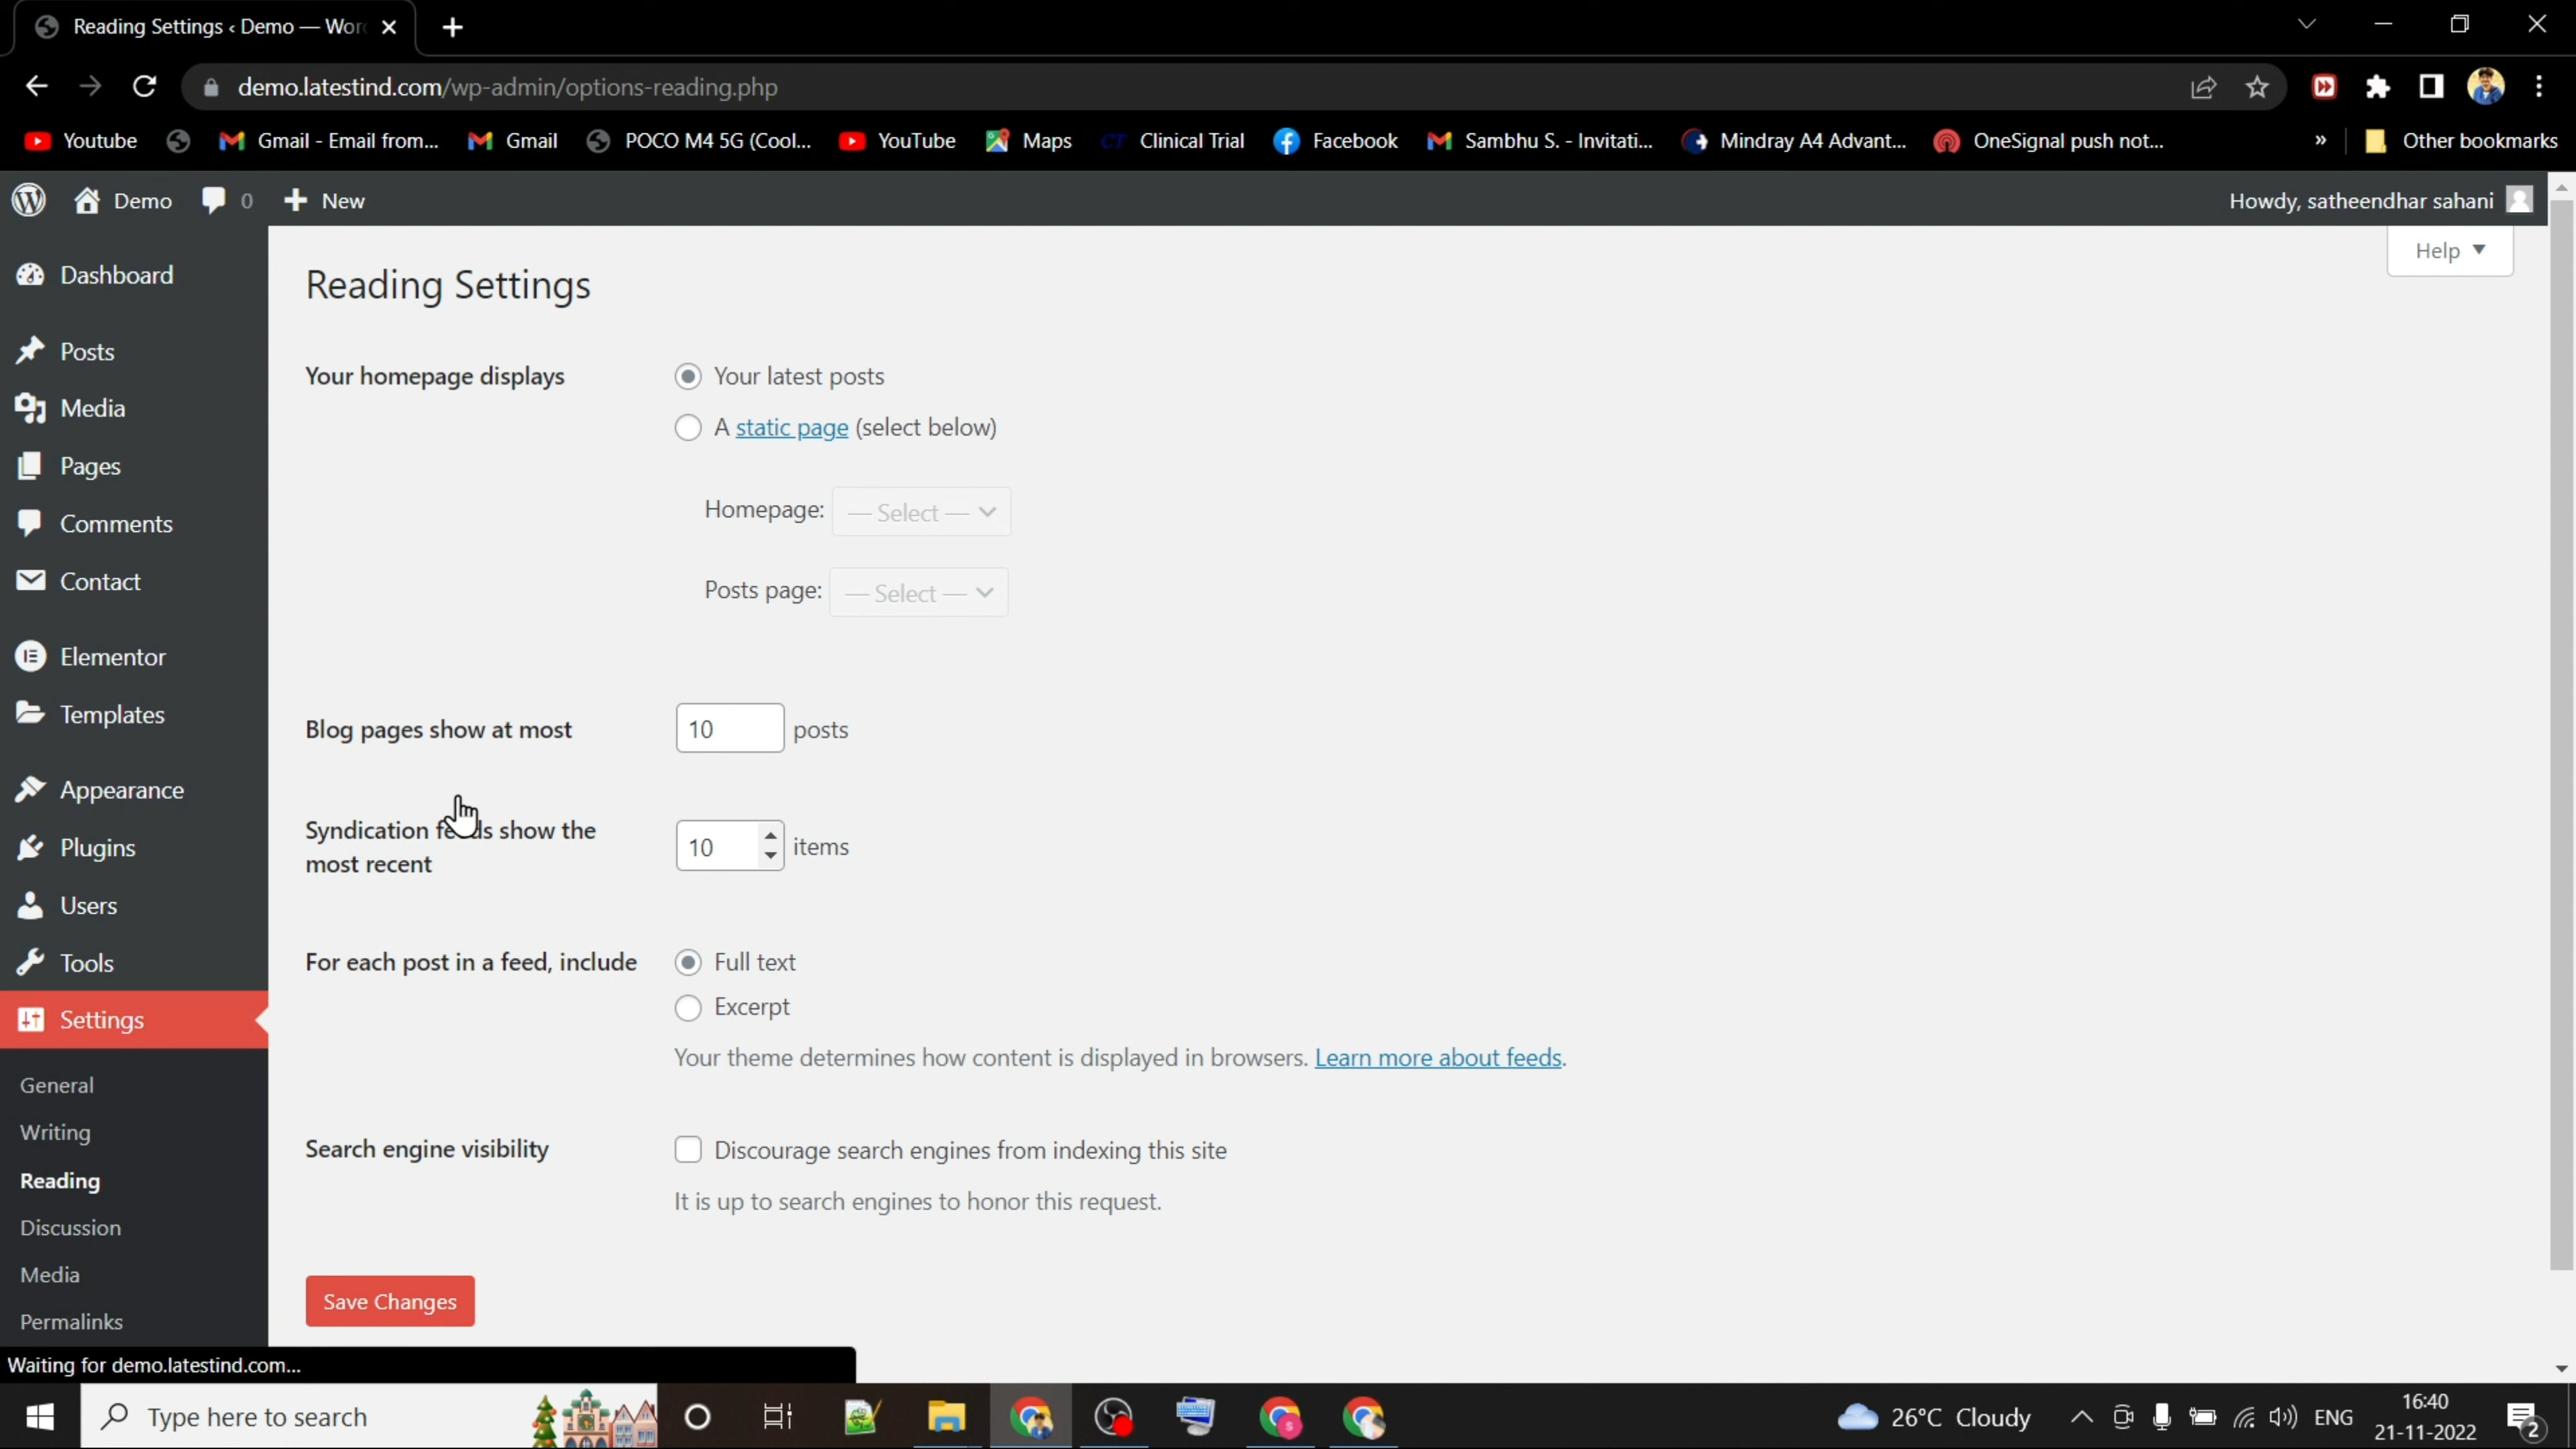 Reading Settings ‹ Demo — Wor
demo.latestind.com/wp-admin/options-reading.php
Youtube
Gmail - Email from...
Gmail
POCO M4 5G (Cool...
YouTube
Maps
CT Clinical Trial
Facebook
Sambhu S. - Invitati...
Mindray A4 Advant...
OneSignal push not...
»
Other bookmarks
Demo
0
New
Howdy, satheendhar sahani
Help
Dashboard
Posts
Media
Pages
Comments
Contact
Elementor
Templates
Appearance
Plugins
Users
Tools
Settings
General
Writing
Reading
Discussion
Media
Permalinks
Reading Settings
Your homepage displays
Your latest posts
A static page (select below)
Homepage: — Select —
Posts page: — Select —
Blog pages show at most
10 posts
Syndication feeds show the
most recent
10 items
For each post in a feed, include
Full text
Excerpt
Your theme determines how content is displayed in browsers. Learn more about feeds.
Search engine visibility
Discourage search engines from indexing this site
It is up to search engines to honor this request.
Save Changes
Waiting for demo.latestind.com...
Type here to search
26°C Cloudy
ENG
16:40
21-11-2022
2